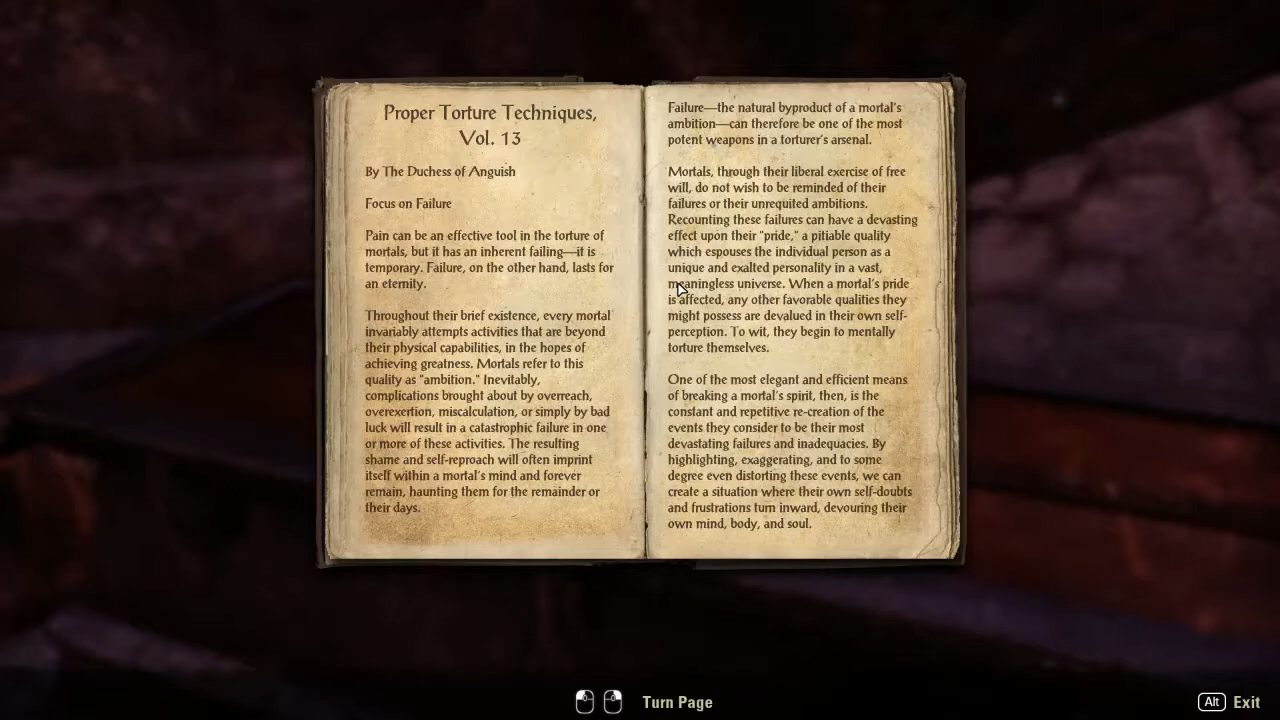 Proper Torture Techniques,
Vol. 13
By The Duchess of Anguish
Focus on Failure
Pain can be an effective tool in the torture of
mortals, but it has an inherent failing—it is
temporary. Failure, on the other hand, lasts for
an eternity.
Throughout their brief existence, every mortal
invariably attempts activities that are beyond
their physical capabilities, in the hopes of
achieving greatness. Mortals refer to this
quality as "ambition." Inevitably,
complications brought about by overreach,
overexertion, miscalculation, or simply by bad
luck will result in a catastrophic failure in one
or more of these activities. The resulting
shame and self-reproach will often imprint
itself within a mortal's mind and forever
remain, haunting them for the remainder or
their days.
Failure—the natural byproduct of a mortal's
ambition—can therefore be one of the most
potent weapons in a torturer's arsenal.
Mortals, through their liberal exercise of free
will, do not wish to be reminded of their
failures or their unrequited ambitions.
Recounting these failures can have a devasting
effect upon their "pride," a pitiable quality
which espouses the individual person as a
unique and exalted personality in a vast,
meaningless universe. When a mortal's pride
is affected, any other favorable qualities they
might possess are devalued in their own self-
perception. To wit, they begin to mentally
torture themselves.
One of the most elegant and efficient means
of breaking a mortal's spirit, then, is the
constant and repetitive re-creation of the
events they consider to be their most
devastating failures and inadequacies. By
highlighting, exaggerating, and to some
degree even distorting these events, we can
create a situation where their own self-doubts
and frustrations turn inward, devouring their
own mind, body, and soul.
Turn Page
Alt Exit